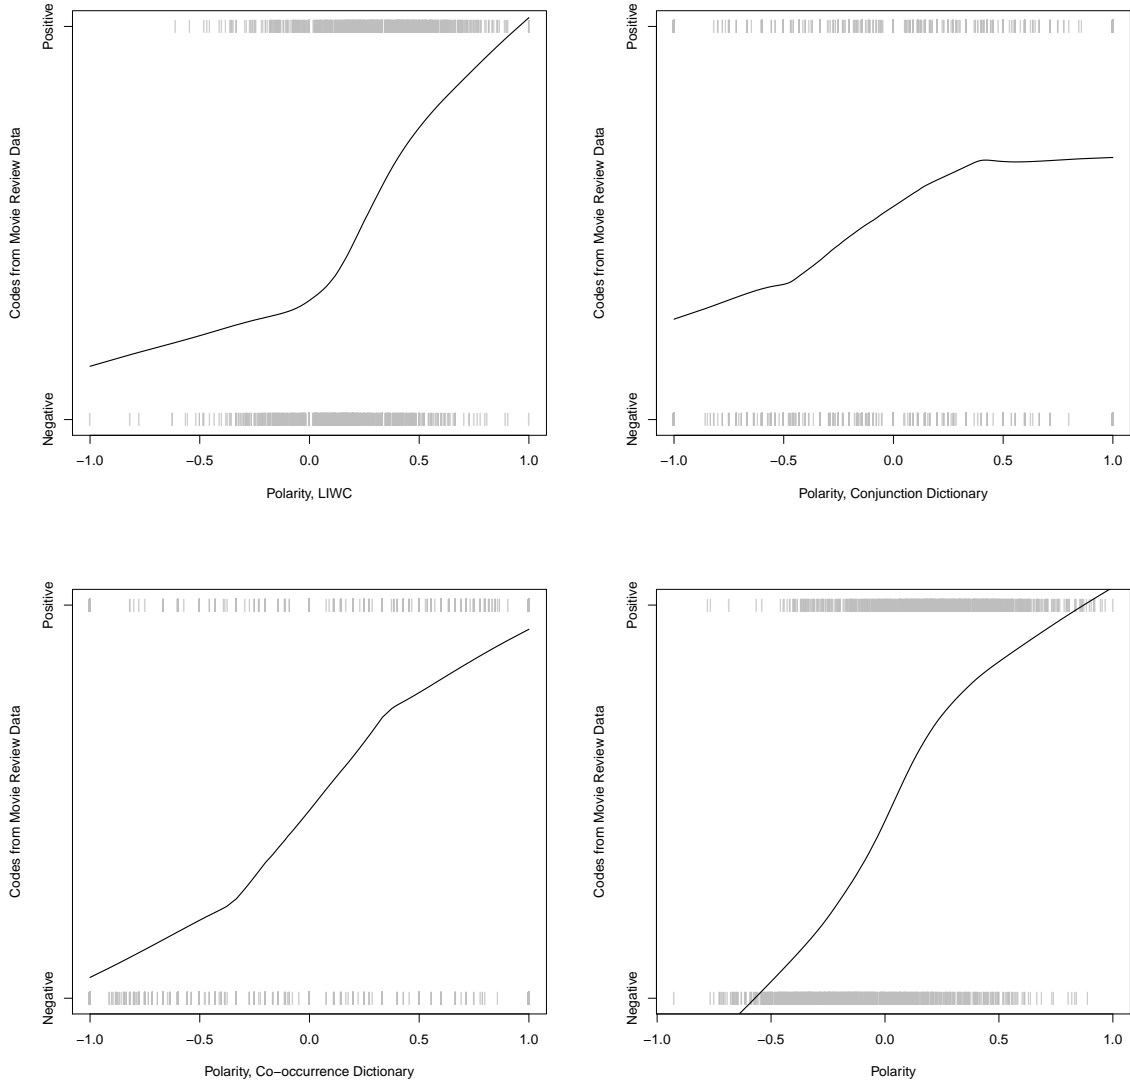 Positive
Codes from Movie Review Data
Negative
−1.0 −0.5 0.0 0.5 1.0
Polarity, LIWC
Positive
Codes from Movie Review Data
Negative
−1.0 −0.5 0.0 0.5 1.0
Polarity, Conjunction Dictionary
Positive
Codes from Movie Review Data
Negative
−1.0 −0.5 0.0 0.5 1.0
Polarity, Co−occurrence Dictionary
Positive
Codes from Movie Review Data
Negative
−1.0 −0.5 0.0 0.5 1.0
Polarity